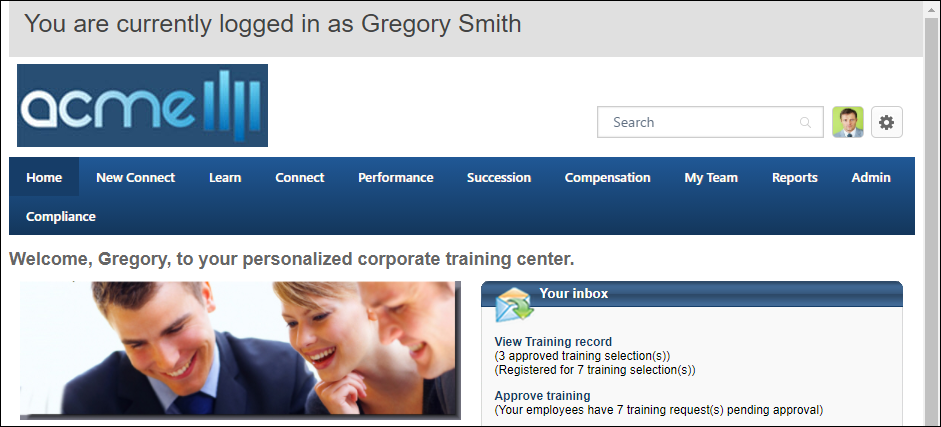 You are currently logged in as Gregory Smith
acme
Search
Home New Connect Learn Connect Performance Succession Compensation My Team Reports Admin
Compliance
Welcome, Gregory, to your personalized corporate training center.
Your inbox
View Training record
(3 approved training selection(s))
(Registered for 7 training selection(s))
Approve training
(Your employees have 7 training request(s) pending approval)